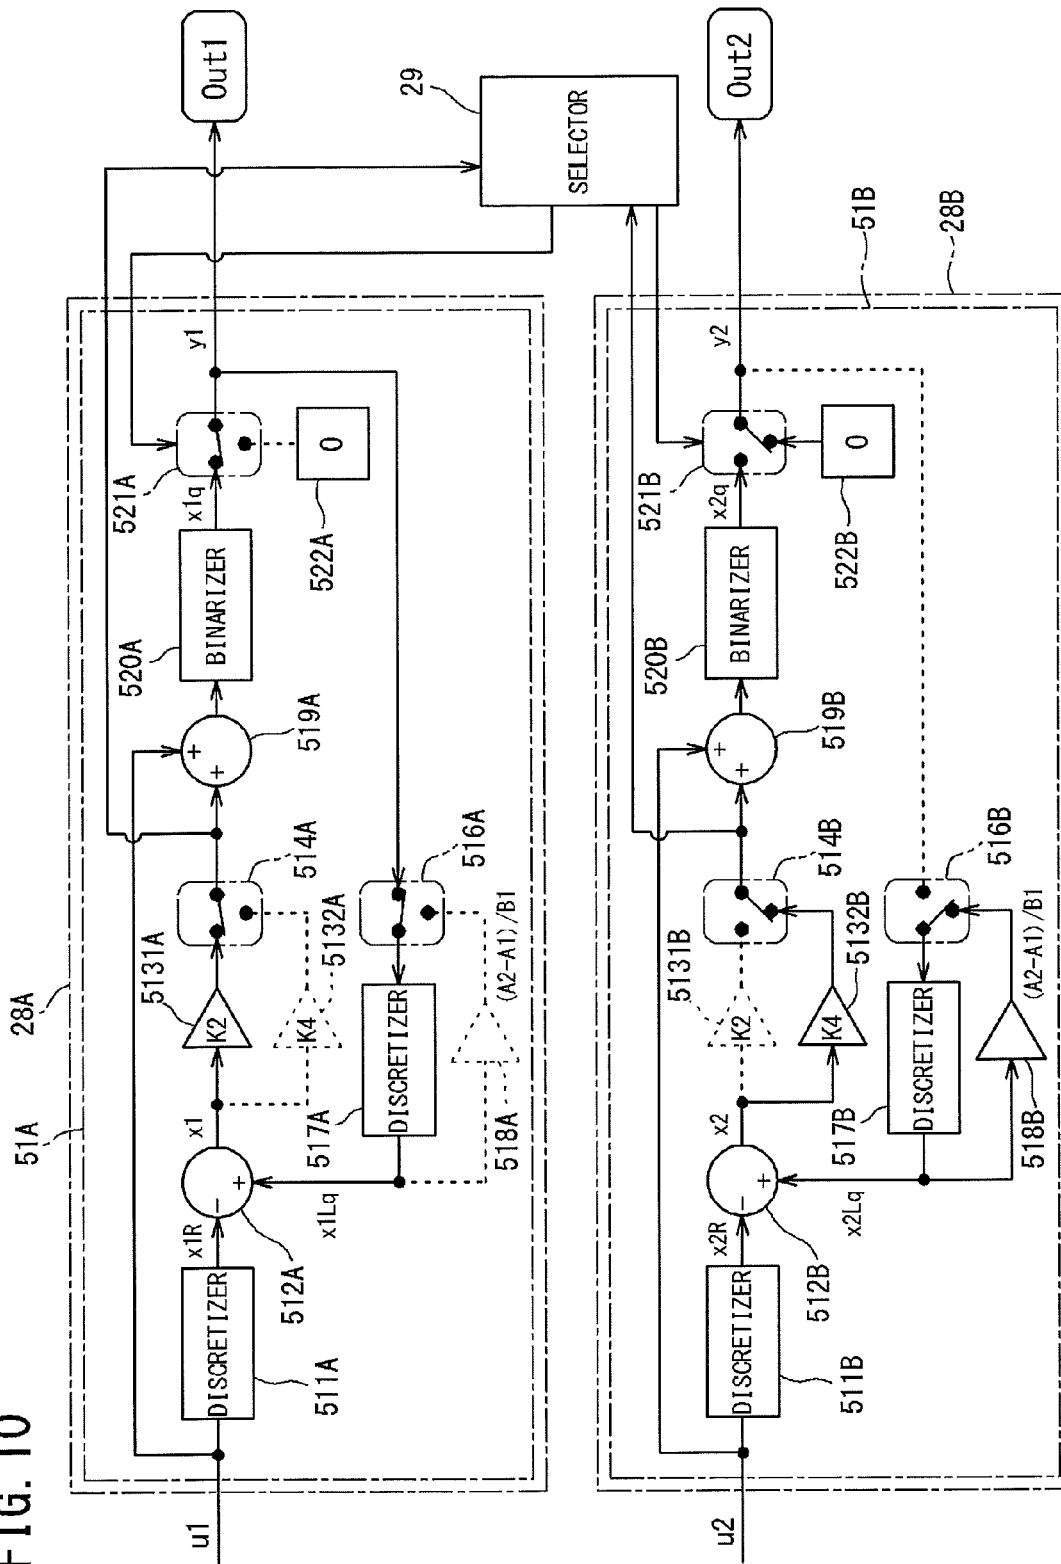 FIG. 10
51A
28A
u1
DISCRETIZER
511A
x1R
-
+
512A
x1
x1Lq
K2
5131A
K4
5132A
514A
DISCRETIZER
517A
518A
(A2-A1)/B1
516A
+
+
519A
BINARIZER
520A
x1q
521A
0
522A
y1
Out1
SELECTOR
29
u2
DISCRETIZER
511B
x2R
-
+
512B
x2
x2Lq
K2
5131B
K4
5132B
514B
DISCRETIZER
517B
518B
(A2-A1)/B1
516B
+
+
519B
BINARIZER
520B
x2q
521B
0
522B
y2
51B
28B
Out2